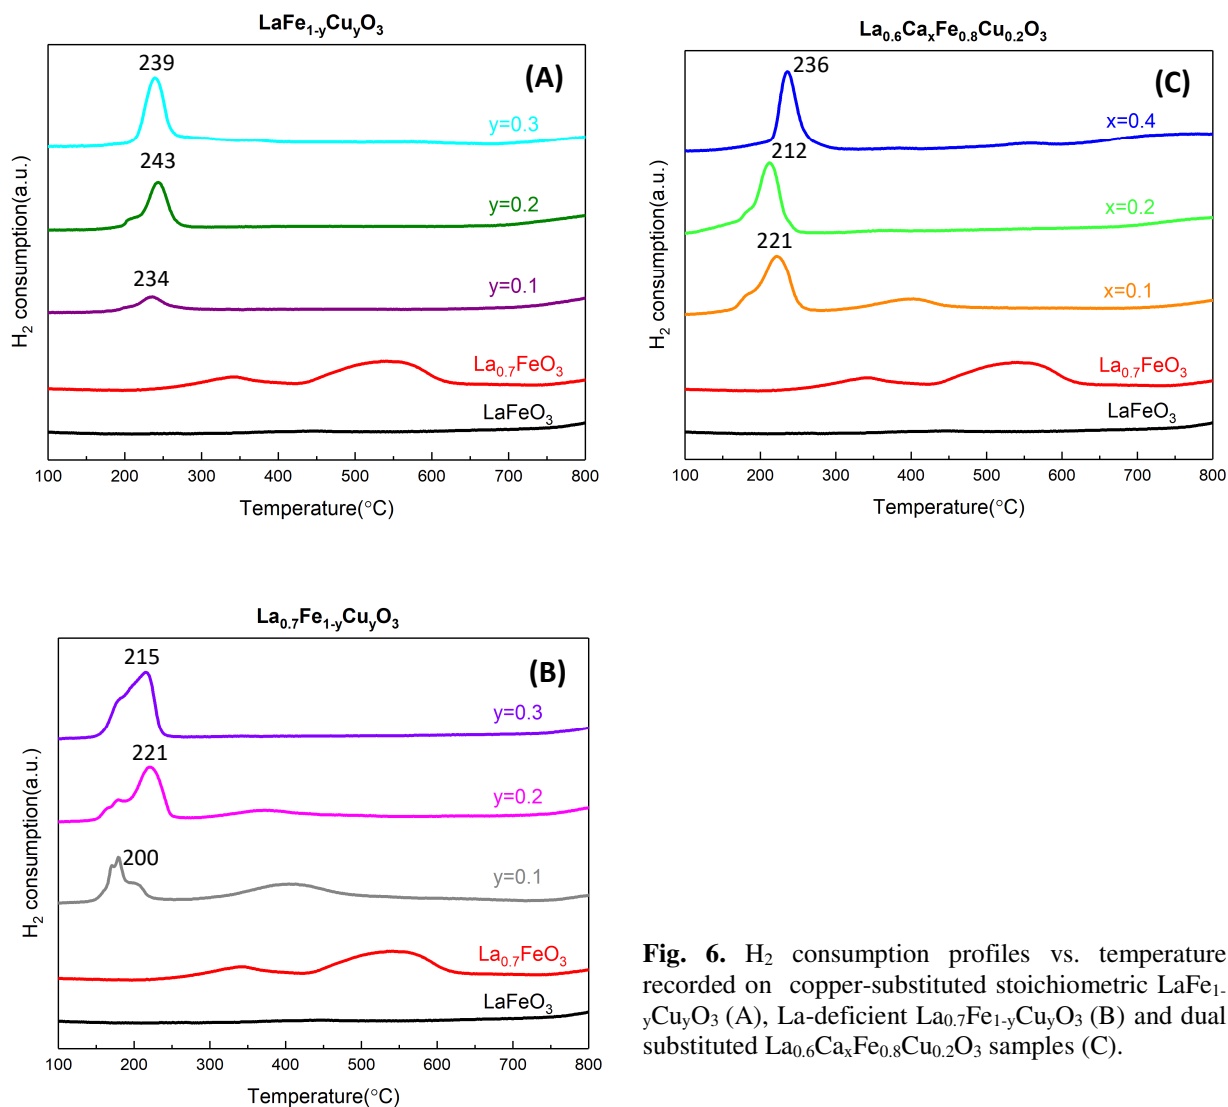 LaFe₁₋yCuyO₃
(A)
239
y=0.3
243
y=0.2
234
y=0.1
La₀.₇FeO₃
LaFeO₃
H₂ consumption(a.u.)
100 200 300 400 500 600 700 800
Temperature(°C)
La₀.₆CaₓFe₀.₈Cu₀.₂O₃
(C)
236
x=0.4
212
x=0.2
221
x=0.1
La₀.₇FeO₃
LaFeO₃
H₂ consumption(a.u.)
100 200 300 400 500 600 700 800
Temperature(°C)
La₀.₇Fe₁₋yCuyO₃
(B)
215
y=0.3
221
y=0.2
200
y=0.1
La₀.₇FeO₃
LaFeO₃
H₂ consumption(a.u.)
100 200 300 400 500 600 700 800
Temperature(°C)
Fig. 6. H₂ consumption profiles vs. temperature
recorded on copper-substituted stoichiometric LaFe₁₋
yCuyO₃ (A), La-deficient La₀.₇Fe₁₋yCuyO₃ (B) and dual
substituted La₀.₆CaₓFe₀.₈Cu₀.₂O₃ samples (C).